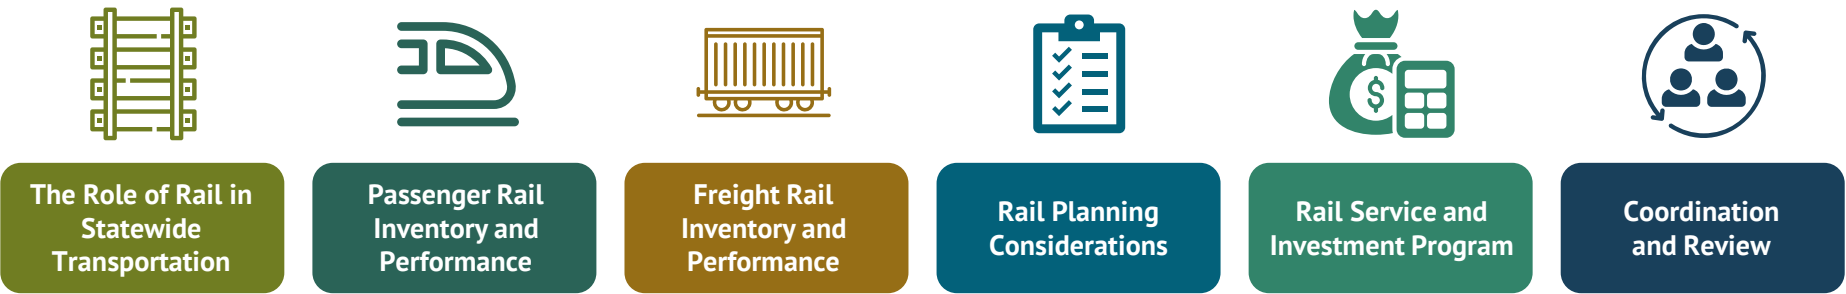 The Role of Rail in
Statewide
Transportation
Passenger Rail
Inventory and
Performance
Freight Rail
Inventory and
Performance
Rail Planning
Considerations
Rail Service and
Investment Program
Coordination
and Review
$